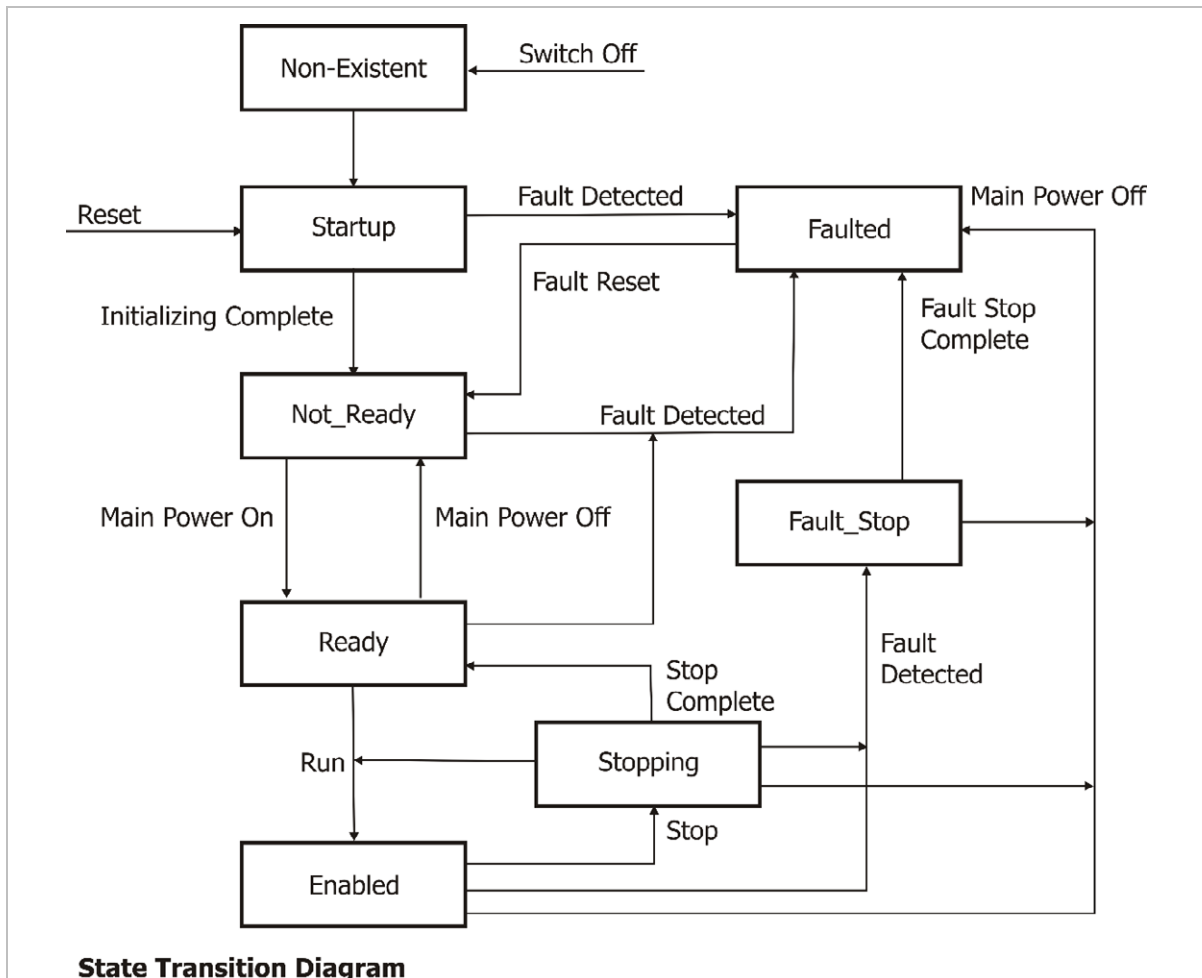 Non-Existent
Switch Off
Reset
Startup
Fault Detected
Faulted
Main Power Off
Fault Reset
Initializing Complete
Fault Stop
Complete
Not_Ready
Fault Detected
Main Power On
Main Power Off
Fault_Stop
Ready
Fault
Detected
Stop
Complete
Run
Stopping
Stop
Enabled
State Transition Diagram